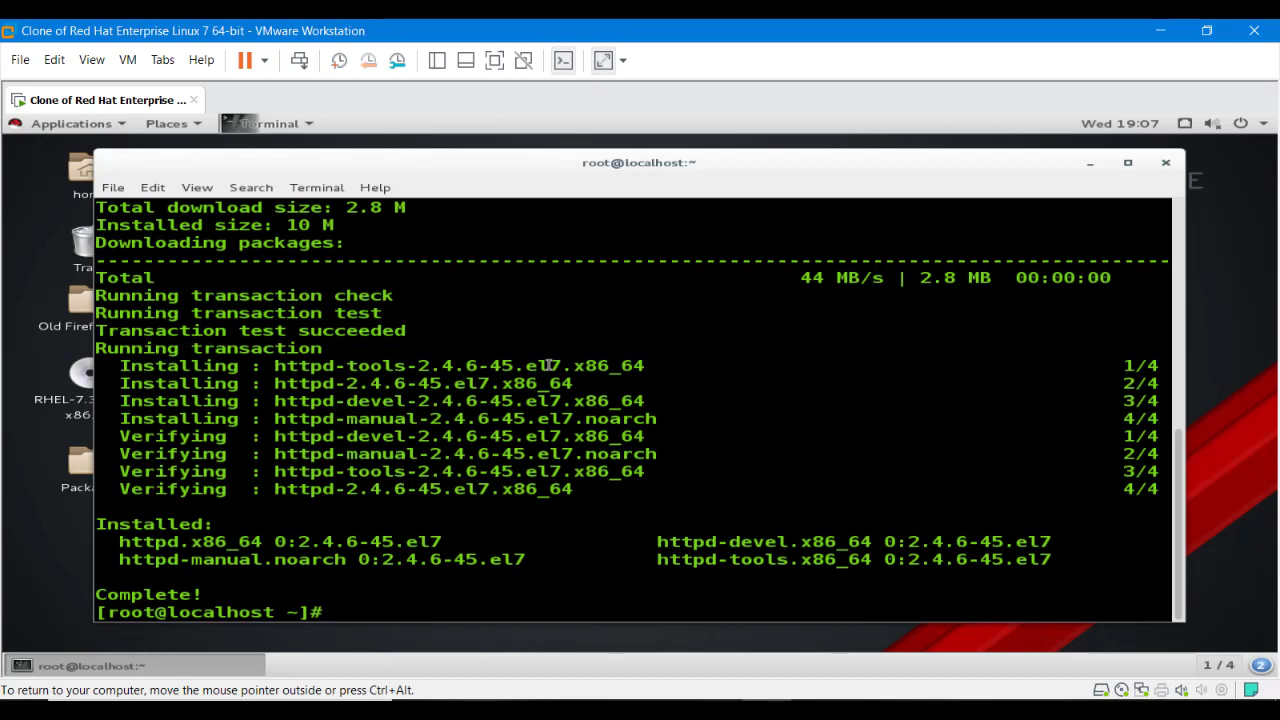 Clone of Red Hat Enterprise Linux 7 64-bit - VMware Workstation
File Edit View VM Tabs Help
Clone of Red Hat Enterprise ...
Applications Places Terminal Wed 19:07
root@localhost:~
File Edit View Search Terminal Help
E
hom
Tra
Old Firef
RHEL-7.3
x86.
Pack
Total download size: 2.8 M
Installed size: 10 M
Downloading packages:
--------------------------------------------------------------------------------
Total 44 MB/s | 2.8 MB 00:00:00
Running transaction check
Running transaction test
Transaction test succeeded
Running transaction
Installing : httpd-tools-2.4.6-45.el7.x86_64 1/4
Installing : httpd-2.4.6-45.el7.x86_64 2/4
Installing : httpd-devel-2.4.6-45.el7.x86_64 3/4
Installing : httpd-manual-2.4.6-45.el7.noarch 4/4
Verifying : httpd-devel-2.4.6-45.el7.x86_64 1/4
Verifying : httpd-manual-2.4.6-45.el7.noarch 2/4
Verifying : httpd-tools-2.4.6-45.el7.x86_64 3/4
Verifying : httpd-2.4.6-45.el7.x86_64 4/4
Installed:
httpd.x86_64 0:2.4.6-45.el7 httpd-devel.x86_64 0:2.4.6-45.el7
httpd-manual.noarch 0:2.4.6-45.el7 httpd-tools.x86_64 0:2.4.6-45.el7
Complete!
[root@localhost ~]#
root@localhost:~ 1 / 4 2
To return to your computer, move the mouse pointer outside or press Ctrl+Alt.